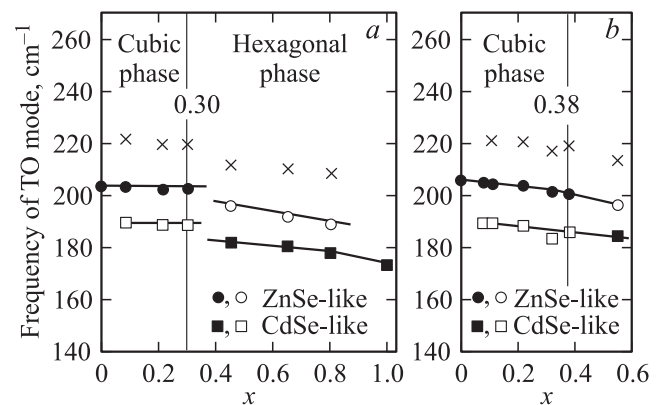 Frequency of TO mode, cm–1
260
240
220
200
180
160
140
Cubic
phase
Hexagonal
phase
a
0.30
●, ○ ZnSe-like
■, □ CdSe-like
0
0.2
0.4
0.6
0.8
1.0
x
260
240
220
200
180
160
140
Cubic
phase
b
0.38
●, ○ ZnSe-like
■, □ CdSe-like
0
0.2
0.4
0.6
x